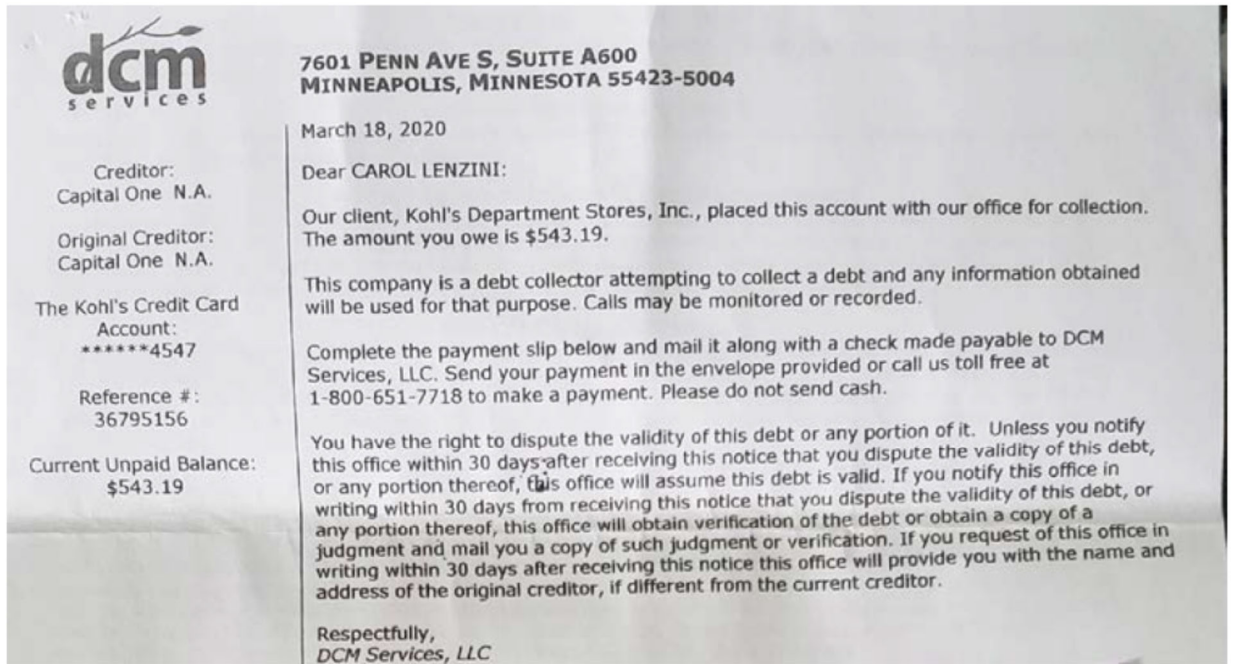 dcm
services
7601 PENN AVE S, SUITE A600
MINNEAPOLIS, MINNESOTA 55423-5004
March 18, 2020
Creditor:
Capital One N.A.
Original Creditor:
Capital One N.A.
The Kohl's Credit Card
Account:
******4547
Reference #:
36795156
Current Unpaid Balance:
$543.19
Dear CAROL LENZINI:
Our client, Kohl's Department Stores, Inc., placed this account with our office for collection.
The amount you owe is $543.19.
This company is a debt collector attempting to collect a debt and any information obtained
will be used for that purpose. Calls may be monitored or recorded.
Complete the payment slip below and mail it along with a check made payable to DCM
Services, LLC. Send your payment in the envelope provided or call us toll free at
1-800-651-7718 to make a payment. Please do not send cash.
You have the right to dispute the validity of this debt or any portion of it. Unless you notify
this office within 30 days after receiving this notice that you dispute the validity of this debt,
or any portion thereof, this office will assume this debt is valid. If you notify this office in
writing within 30 days from receiving this notice that you dispute the validity of this debt, or
any portion thereof, this office will obtain verification of the debt or obtain a copy of a
judgment and mail you a copy of such judgment or verification. If you request of this office in
writing within 30 days after receiving this notice this office will provide you with the name and
address of the original creditor, if different from the current creditor.
Respectfully,
DCM Services, LLC